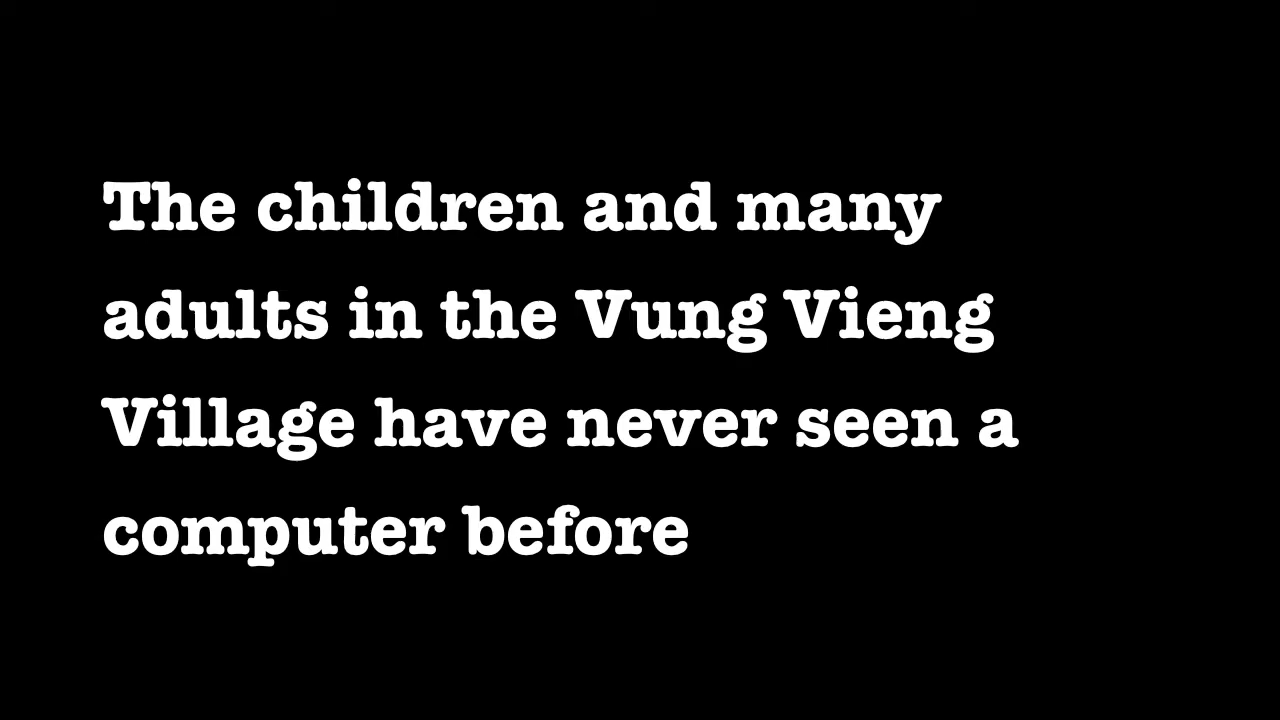 The children and many
adults in the Vung Vieng
Village have never seen a
computer before